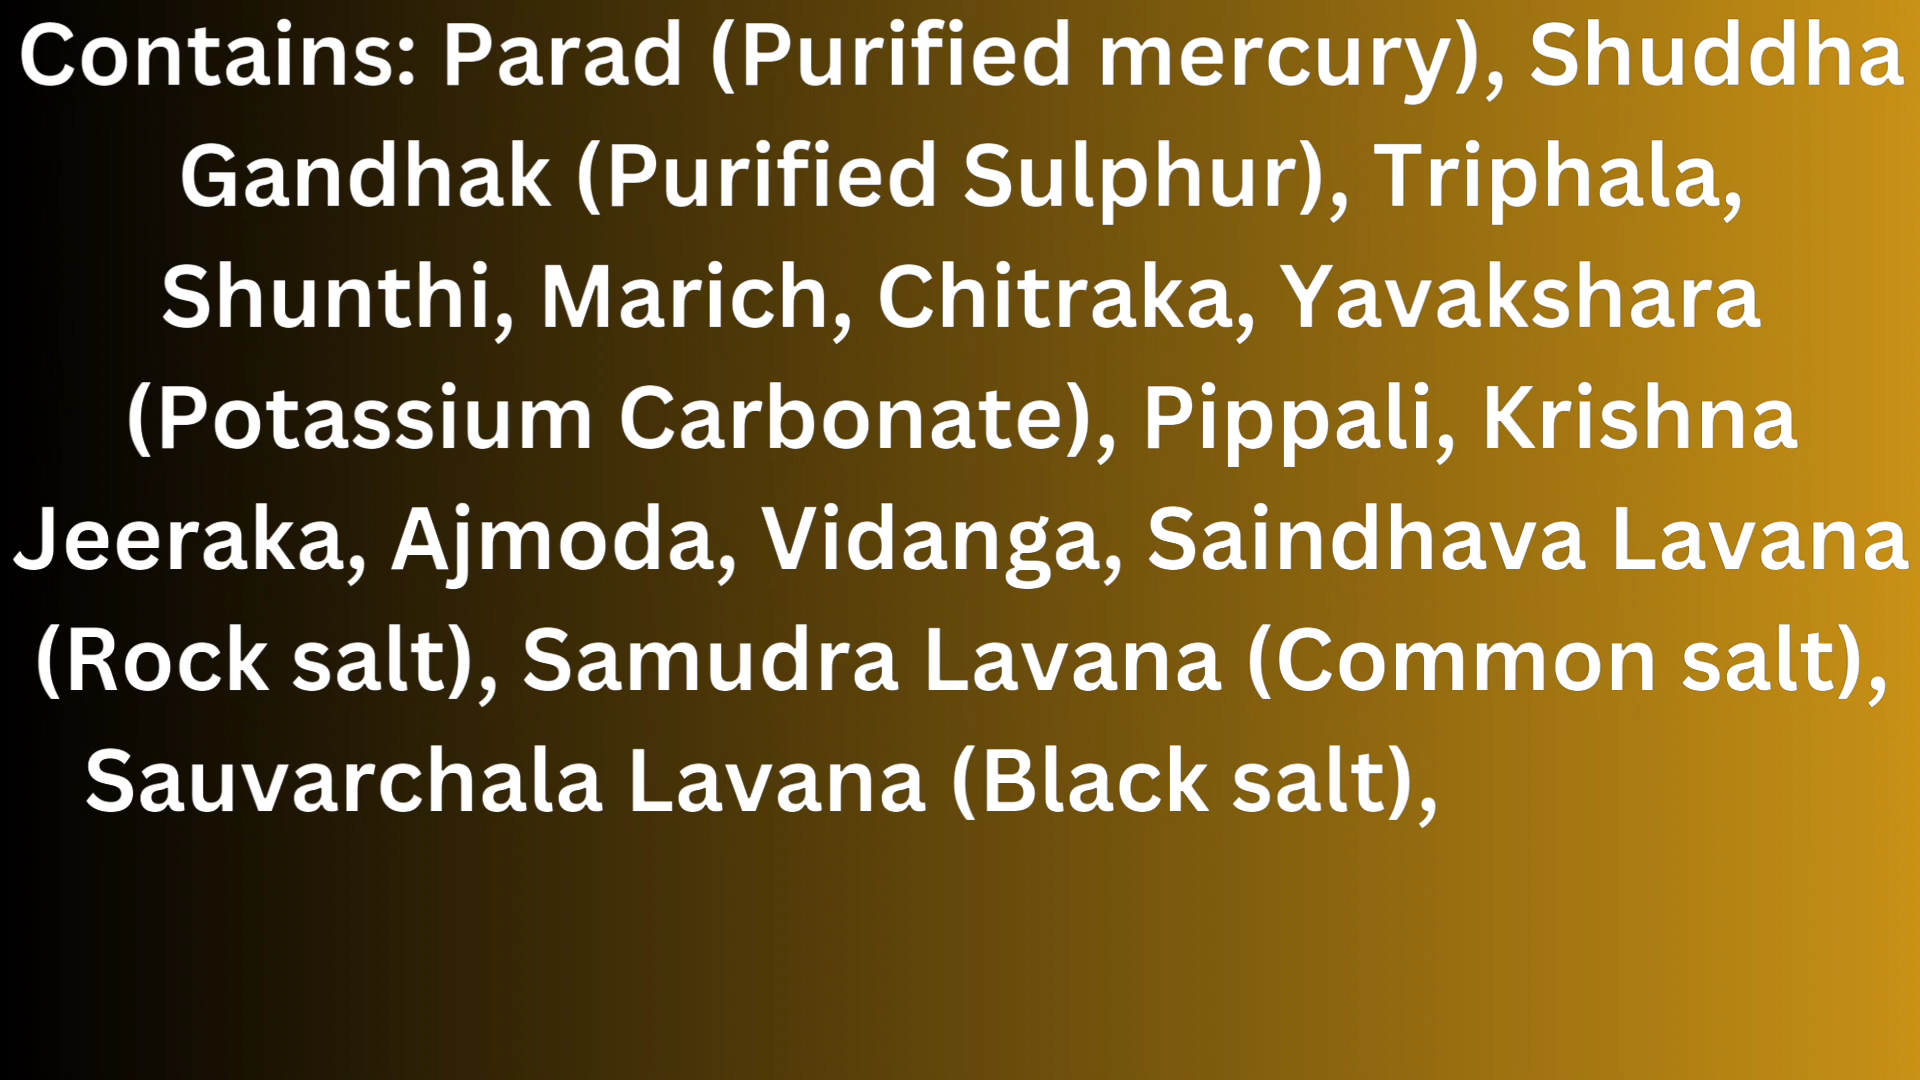 Contains: Parad (Purified mercury), Shuddha
Gandhak (Purified Sulphur), Triphala,
Shunthi, Marich, Chitraka, Yavakshara
(Potassium Carbonate), Pippali, Krishna
Jeeraka, Ajmoda, Vidanga, Saindhava Lavana
(Rock salt), Samudra Lavana (Common salt),
Sauvarchala Lavana (Black salt),